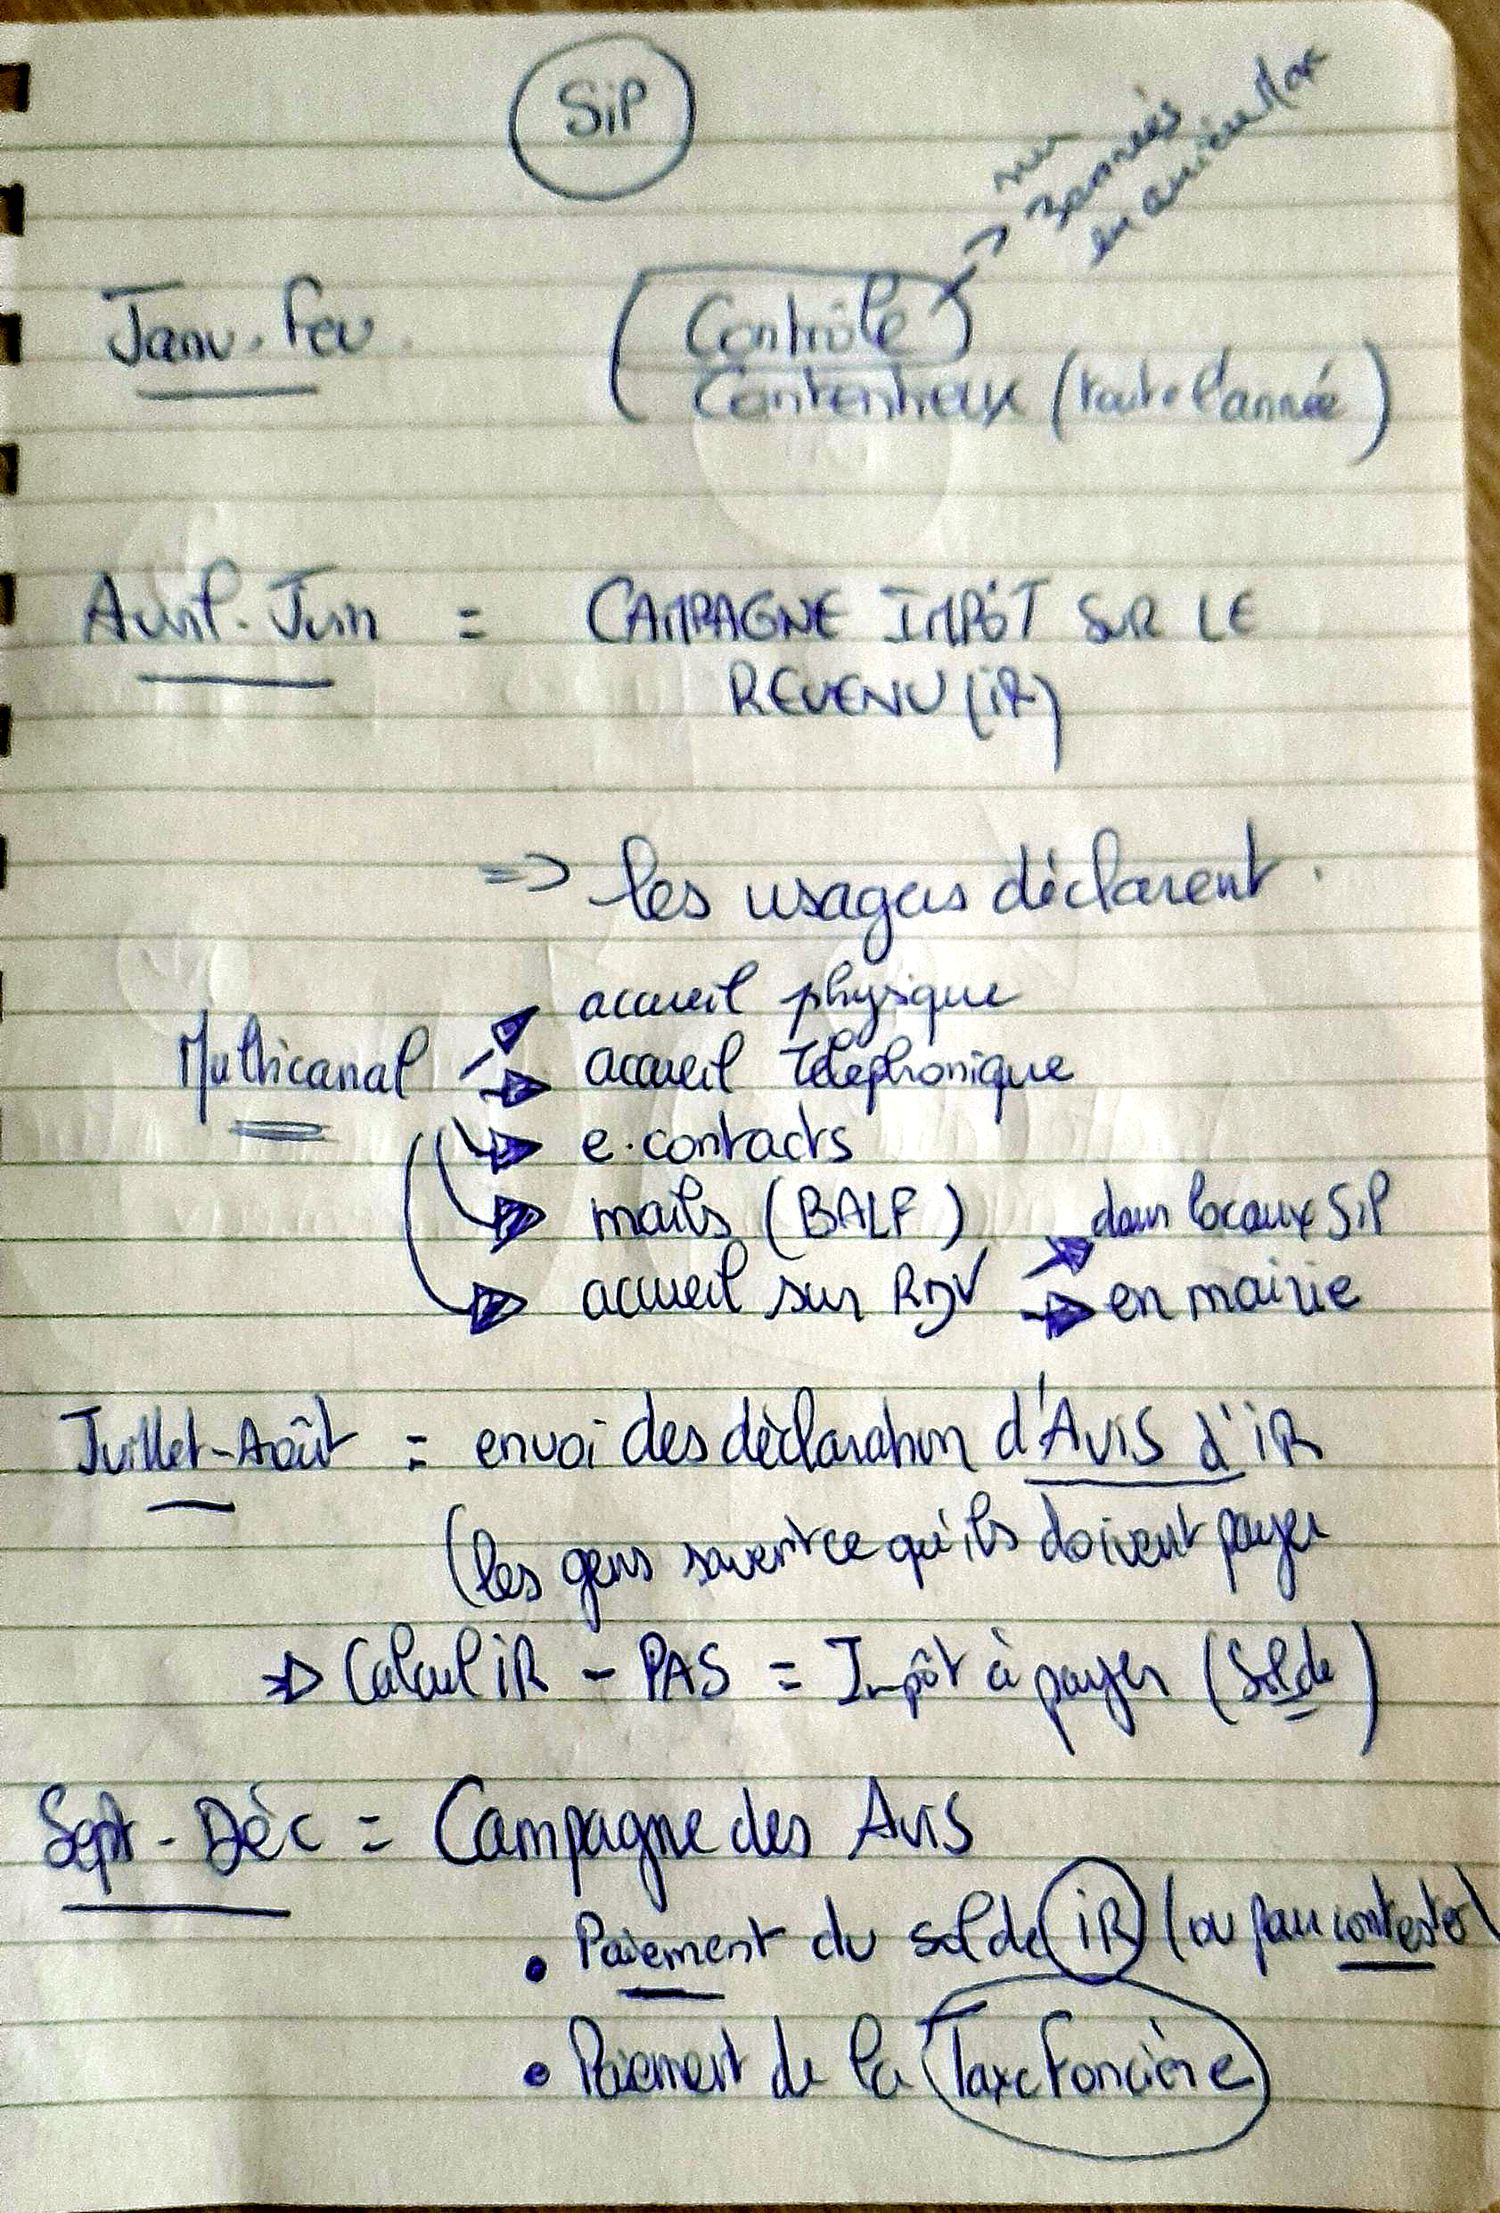 SiP
sur
3 années
en arrière Max
Janv. Fev.
(Contrôle)
Contentieux (toute l'année)
Avril-Juin = CAMPAGNE IMPÔT SUR LE
REVENU (iR)
=> les usagers déclarent.
Multicanal
accueil physique
accueil téléphonique
e.contacts
mails (BALF)
accueil sur RDV
dans locaux SiP
en mairie
Juillet-Août = envoi des déclaration d'AViS d'iR
(les gens savent ce qu'ils doivent payer
=> Calcul iR - PAS = Impôt à payer (Solde)
Sept - Déc = Campagne des Avis
• Paiement du solde iR (ou pour contester)
• Paiement de la Taxe Foncière